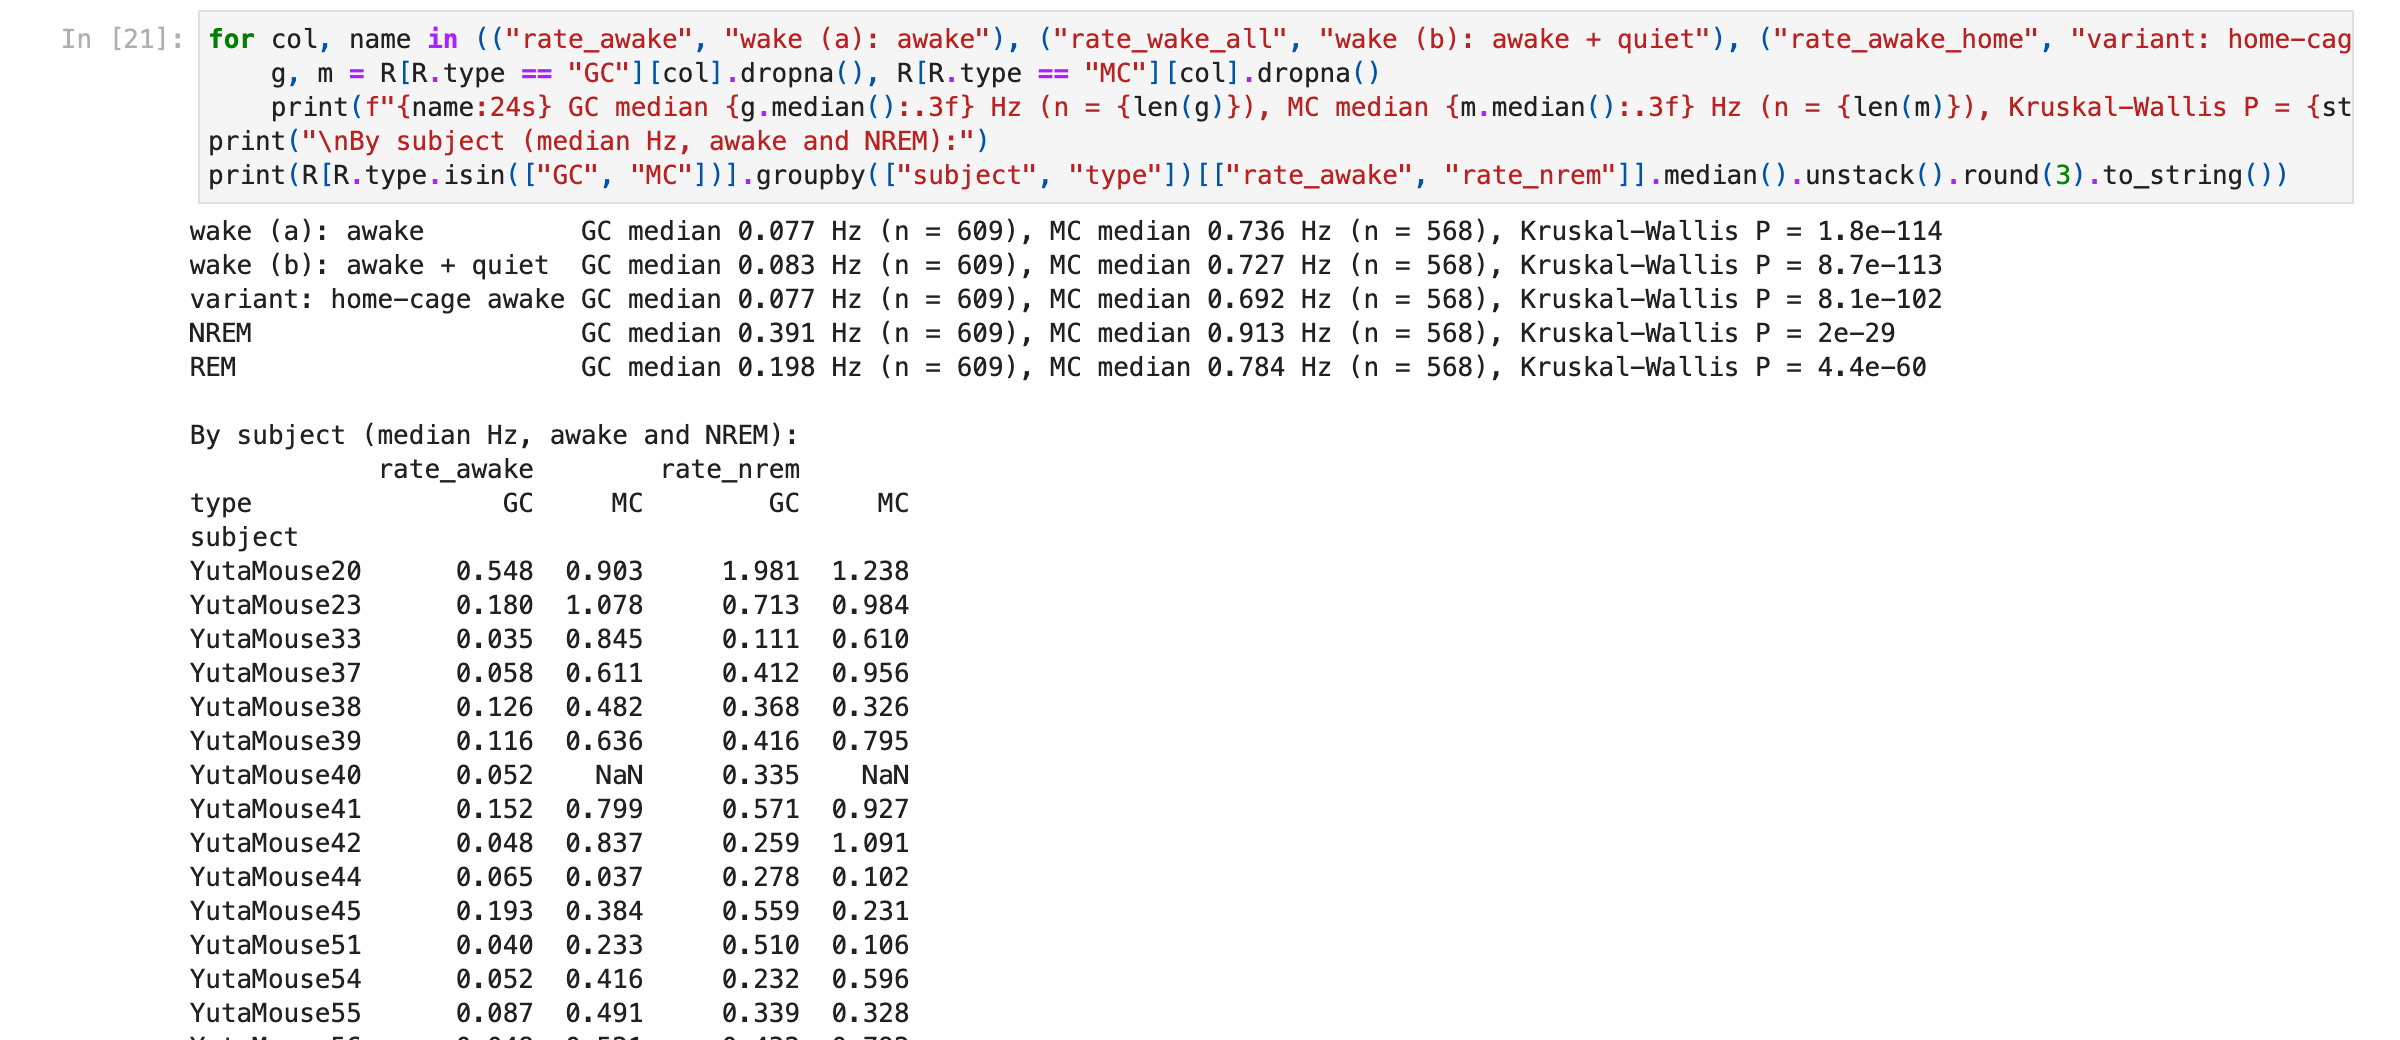 In [21]: for col, name in (("rate_awake", "wake (a): awake"), ("rate_wake_all", "wake (b): awake + quiet"), ("rate_awake_home", "variant: home-cag
    g, m = R[R.type == "GC"][col].dropna(), R[R.type == "MC"][col].dropna()
    print(f"{name:24s} GC median {g.median():.3f} Hz (n = {len(g)}), MC median {m.median():.3f} Hz (n = {len(m)}), Kruskal-Wallis P = {st
print("\nBy subject (median Hz, awake and NREM):")
print(R[R.type.isin(["GC", "MC"])].groupby(["subject", "type"])[["rate_awake", "rate_nrem"]].median().unstack().round(3).to_string())
wake (a): awake          GC median 0.077 Hz (n = 609), MC median 0.736 Hz (n = 568), Kruskal-Wallis P = 1.8e-114
wake (b): awake + quiet  GC median 0.083 Hz (n = 609), MC median 0.727 Hz (n = 568), Kruskal-Wallis P = 8.7e-113
variant: home-cage awake GC median 0.077 Hz (n = 609), MC median 0.692 Hz (n = 568), Kruskal-Wallis P = 8.1e-102
NREM                     GC median 0.391 Hz (n = 609), MC median 0.913 Hz (n = 568), Kruskal-Wallis P = 2e-29
REM                      GC median 0.198 Hz (n = 609), MC median 0.784 Hz (n = 568), Kruskal-Wallis P = 4.4e-60
By subject (median Hz, awake and NREM):
            rate_awake        rate_nrem
type                GC     MC        GC     MC
subject
YutaMouse20      0.548  0.903     1.981  1.238
YutaMouse23      0.180  1.078     0.713  0.984
YutaMouse33      0.035  0.845     0.111  0.610
YutaMouse37      0.058  0.611     0.412  0.956
YutaMouse38      0.126  0.482     0.368  0.326
YutaMouse39      0.116  0.636     0.416  0.795
YutaMouse40      0.052    NaN     0.335    NaN
YutaMouse41      0.152  0.799     0.571  0.927
YutaMouse42      0.048  0.837     0.259  1.091
YutaMouse44      0.065  0.037     0.278  0.102
YutaMouse45      0.193  0.384     0.559  0.231
YutaMouse51      0.040  0.233     0.510  0.106
YutaMouse54      0.052  0.416     0.232  0.596
YutaMouse55      0.087  0.491     0.339  0.328